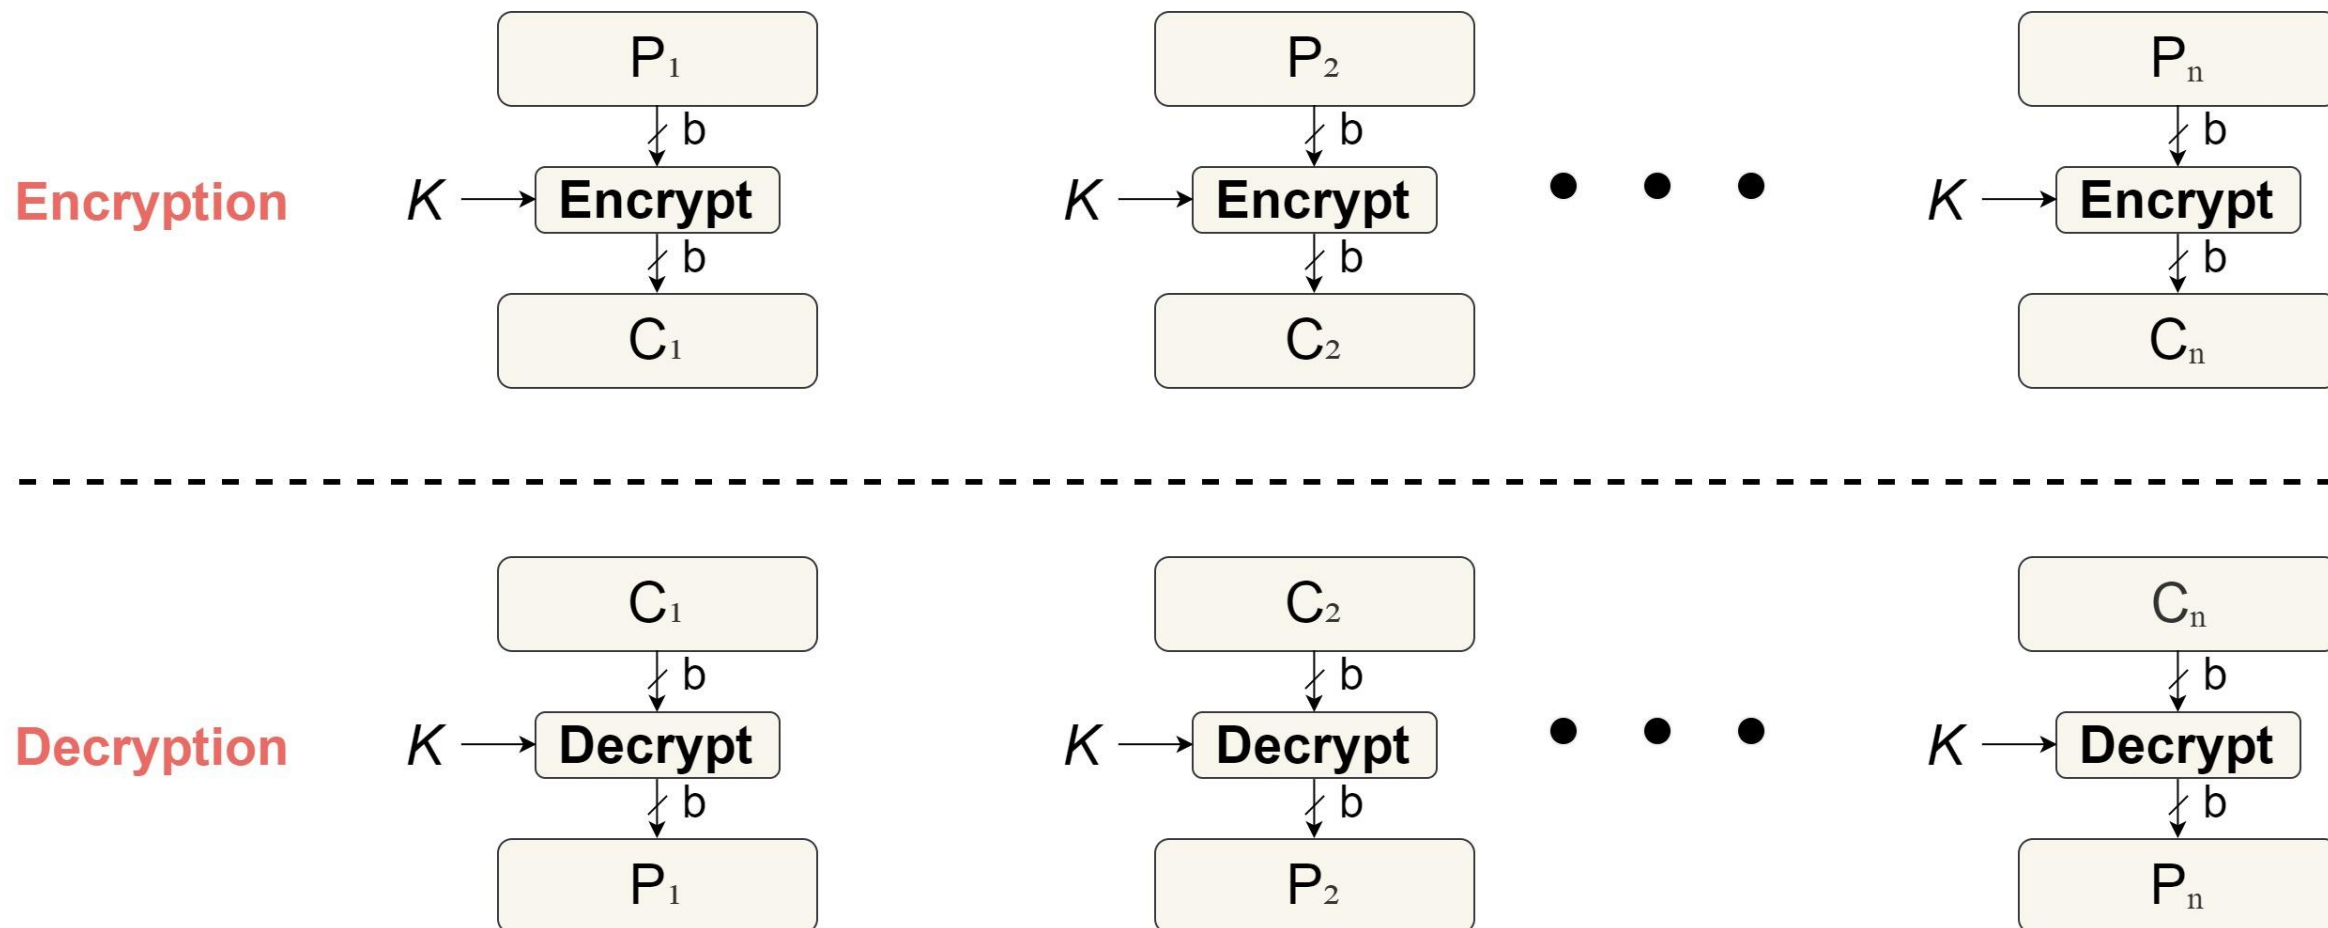 P₁ P₂ Pₙ
b b b
Encryption K Encrypt K Encrypt K Encrypt
b b b
C₁ C₂ Cₙ
C₁ C₂ Cₙ
b b b
Decryption K Decrypt K Decrypt K Decrypt
b b b
P₁ P₂ Pₙ